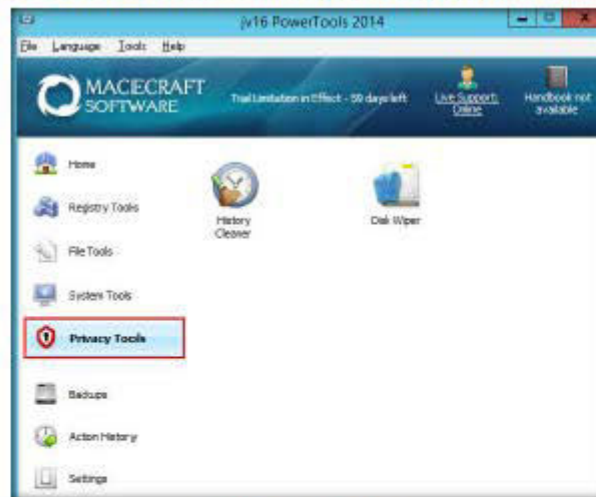 jv16 PowerTools 2014
File Language Tools Help
MACECRAFT
SOFTWARE
Trial Limitation in Effect - 59 days left
Live Support:
Online
Handbook not
available
Home
Registry Tools
File Tools
System Tools
Privacy Tools
Backups
Action History
Settings
History
Cleaner
Disk Wiper